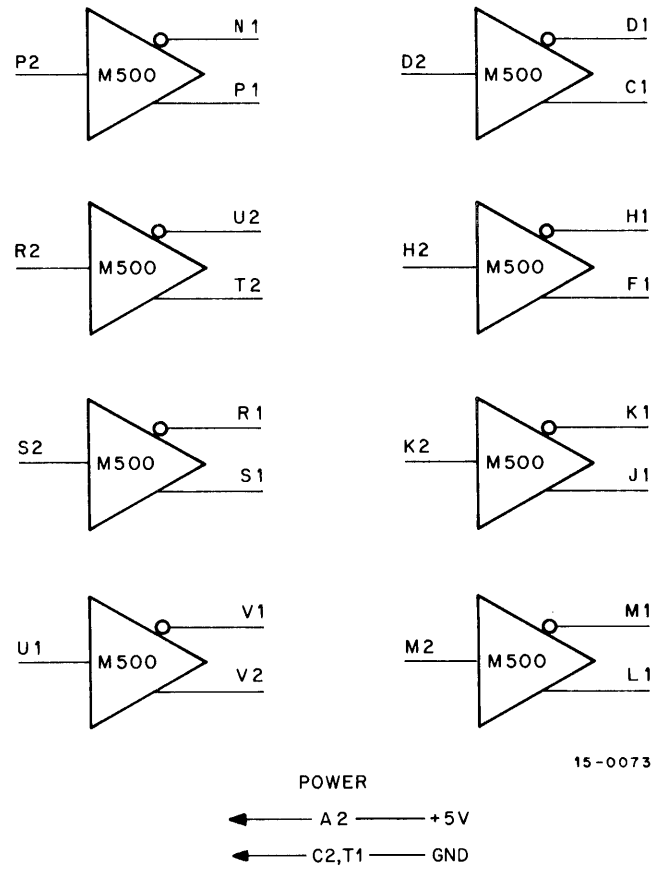 N1
P2 M500
P1
D1
D2 M500
C1
U2
R2 M500
T2
H1
H2 M500
F1
R1
S2 M500
S1
K1
K2 M500
J1
V1
U1 M500
V2
M1
M2 M500
L1
15-0073
POWER
A2 +5V
C2,T1 GND